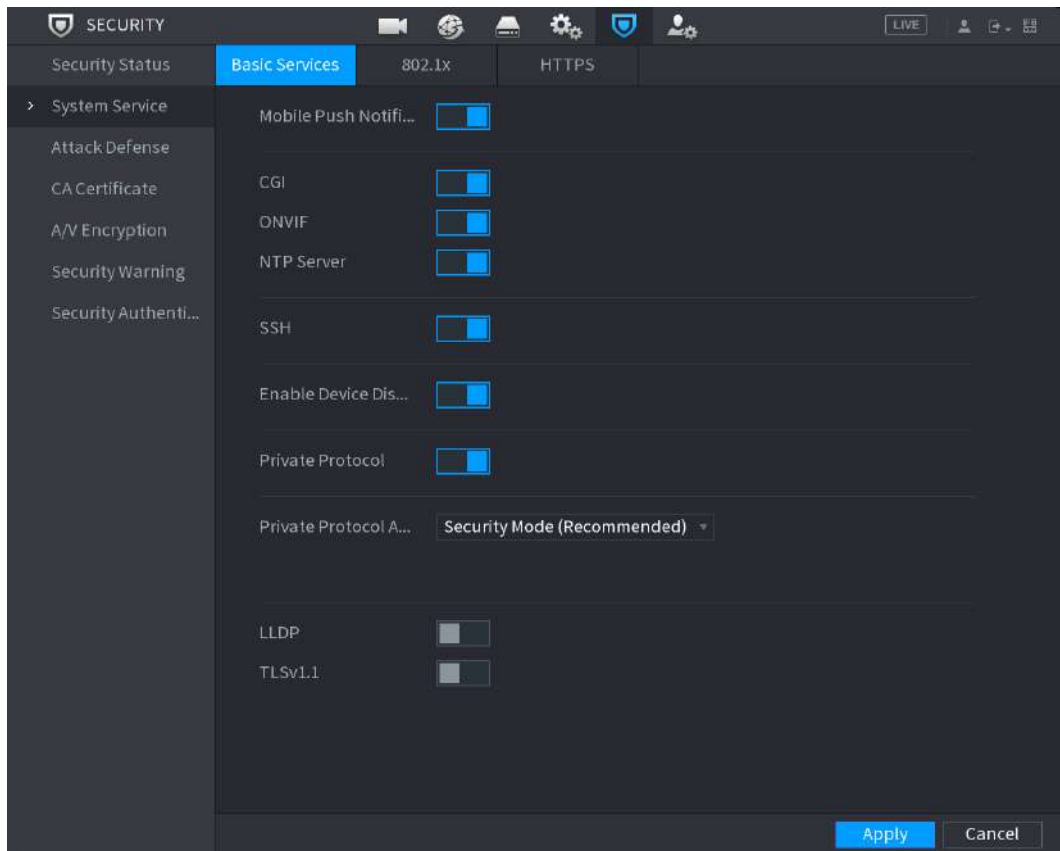 SECURITY
LIVE
Security Status
System Service
Attack Defense
CA Certificate
A/V Encryption
Security Warning
Security Authenti...
Basic Services
802.1x
HTTPS
Mobile Push Notifi...
CGI
ONVIF
NTP Server
SSH
Enable Device Dis...
Private Protocol
Private Protocol A...
Security Mode (Recommended)
LLDP
TLSv1.1
Apply
Cancel